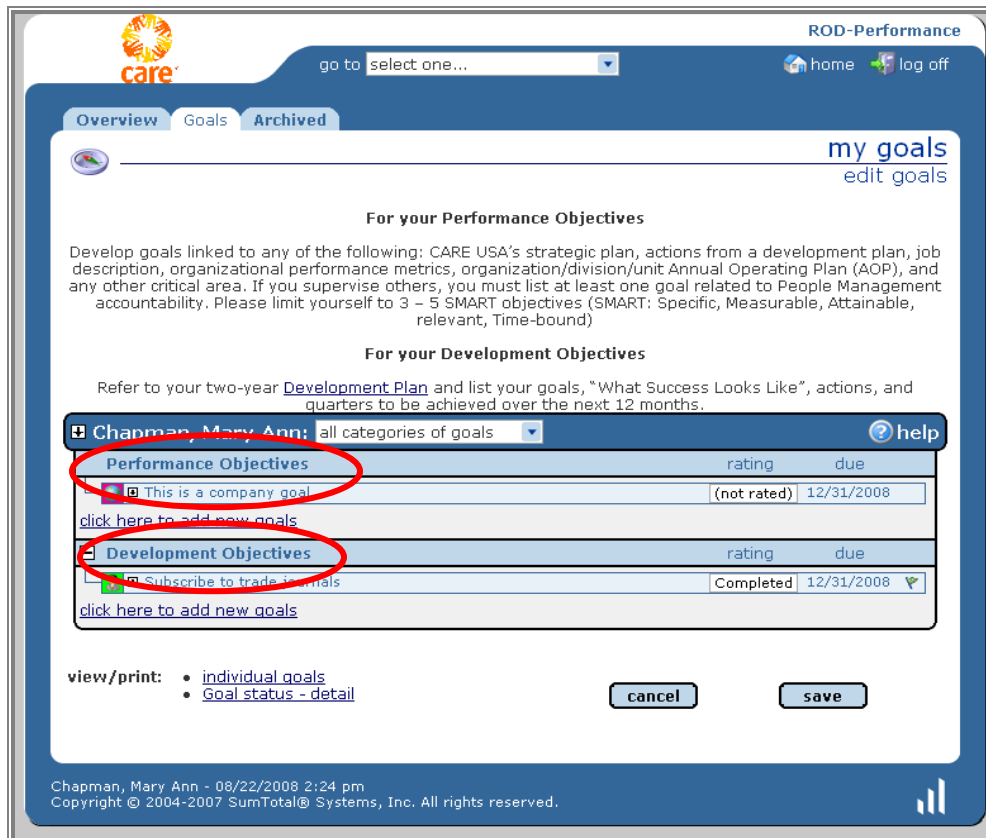 ROD-Performance
care
go to select one... home log off
Overview Goals Archived
my goals
edit goals
For your Performance Objectives
Develop goals linked to any of the following: CARE USA's strategic plan, actions from a development plan, job
description, organizational performance metrics, organization/division/unit Annual Operating Plan (AOP), and
any other critical area. If you supervise others, you must list at least one goal related to People Management
accountability. Please limit yourself to 3 – 5 SMART objectives (SMART: Specific, Measurable, Attainable,
relevant, Time-bound)
For your Development Objectives
Refer to your two-year Development Plan and list your goals, “What Success Looks Like”, actions, and
quarters to be achieved over the next 12 months.
Chapman, Mary Ann: all categories of goals help
Performance Objectives rating due
This is a company goal (not rated) 12/31/2008
click here to add new goals
Development Objectives rating due
Subscribe to trade journals Completed 12/31/2008
click here to add new goals
view/print: • individual goals
• Goal status - detail
cancel save
Chapman, Mary Ann - 08/22/2008 2:24 pm
Copyright © 2004-2007 SumTotal® Systems, Inc. All rights reserved.